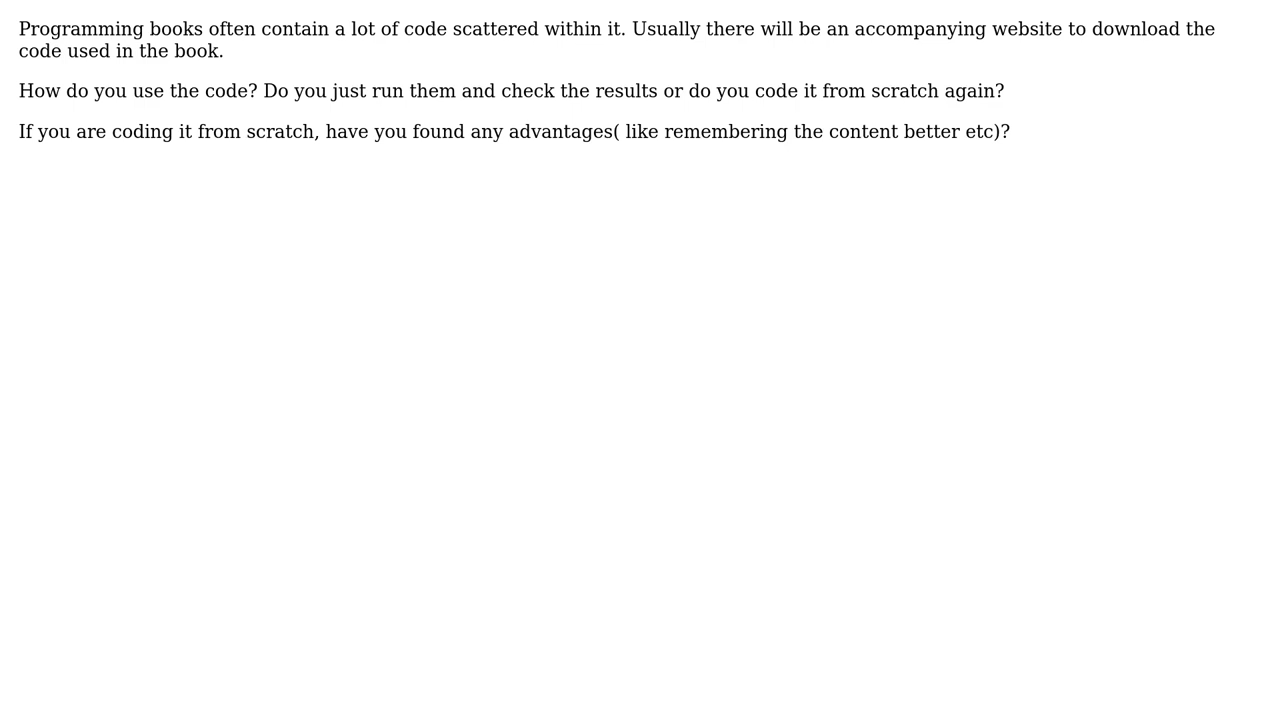 Programming books often contain a lot of code scattered within it. Usually there will be an accompanying website to download the
code used in the book.
How do you use the code? Do you just run them and check the results or do you code it from scratch again?
If you are coding it from scratch, have you found any advantages( like remembering the content better etc)?